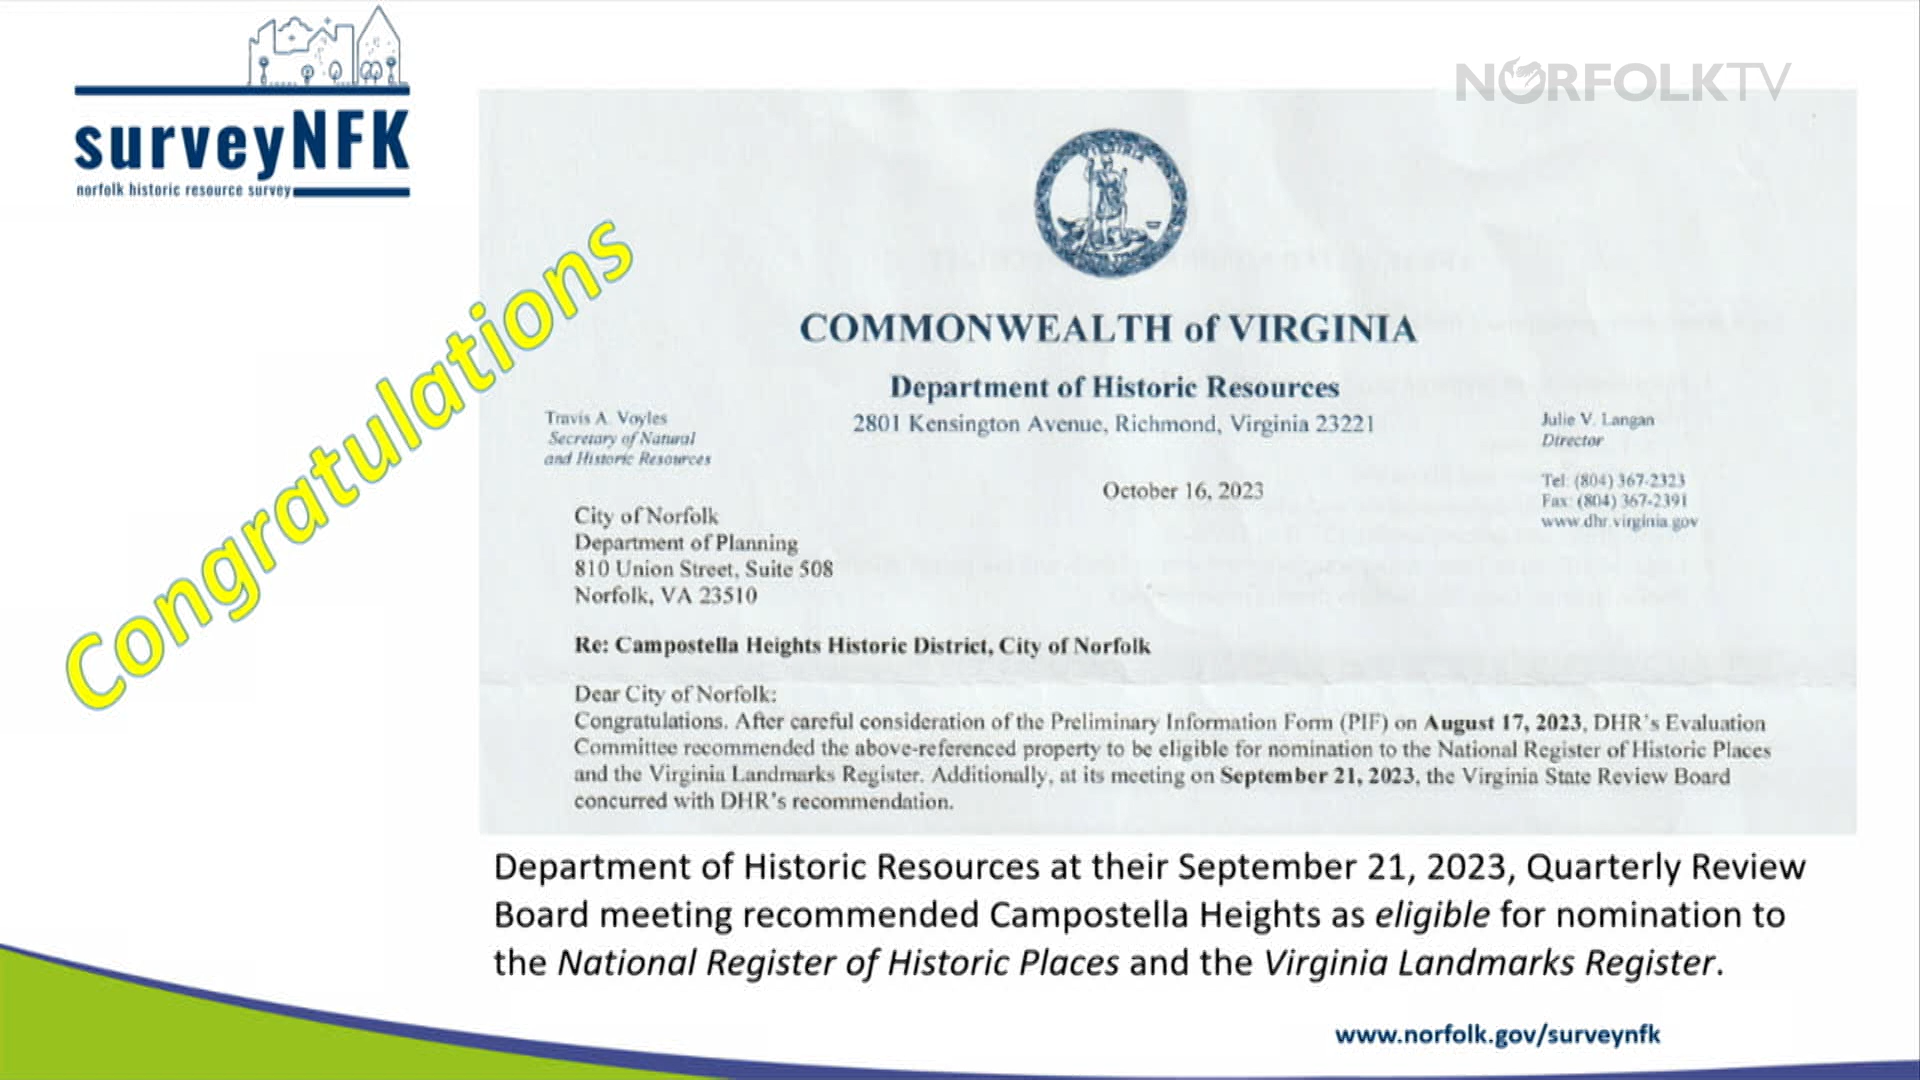 surveyNFK
norfolk historic resource survey
NORFOLKTV
Congratulations
COMMONWEALTH of VIRGINIA
Department of Historic Resources
2801 Kensington Avenue, Richmond, Virginia 23221
Travis A. Voyles
Secretary of Natural
and Historic Resources
Julie V. Langan
Director
Tel: (804) 367-2323
Fax: (804) 367-2391
www.dhr.virginia.gov
October 16, 2023
City of Norfolk
Department of Planning
810 Union Street, Suite 508
Norfolk, VA 23510
Re: Campostella Heights Historic District, City of Norfolk
Dear City of Norfolk:
Congratulations. After careful consideration of the Preliminary Information Form (PIF) on August 17, 2023, DHR's Evaluation
Committee recommended the above-referenced property to be eligible for nomination to the National Register of Historic Places
and the Virginia Landmarks Register. Additionally, at its meeting on September 21, 2023, the Virginia State Review Board
concurred with DHR's recommendation.
Department of Historic Resources at their September 21, 2023, Quarterly Review
Board meeting recommended Campostella Heights as eligible for nomination to
the National Register of Historic Places and the Virginia Landmarks Register.
www.norfolk.gov/surveynfk